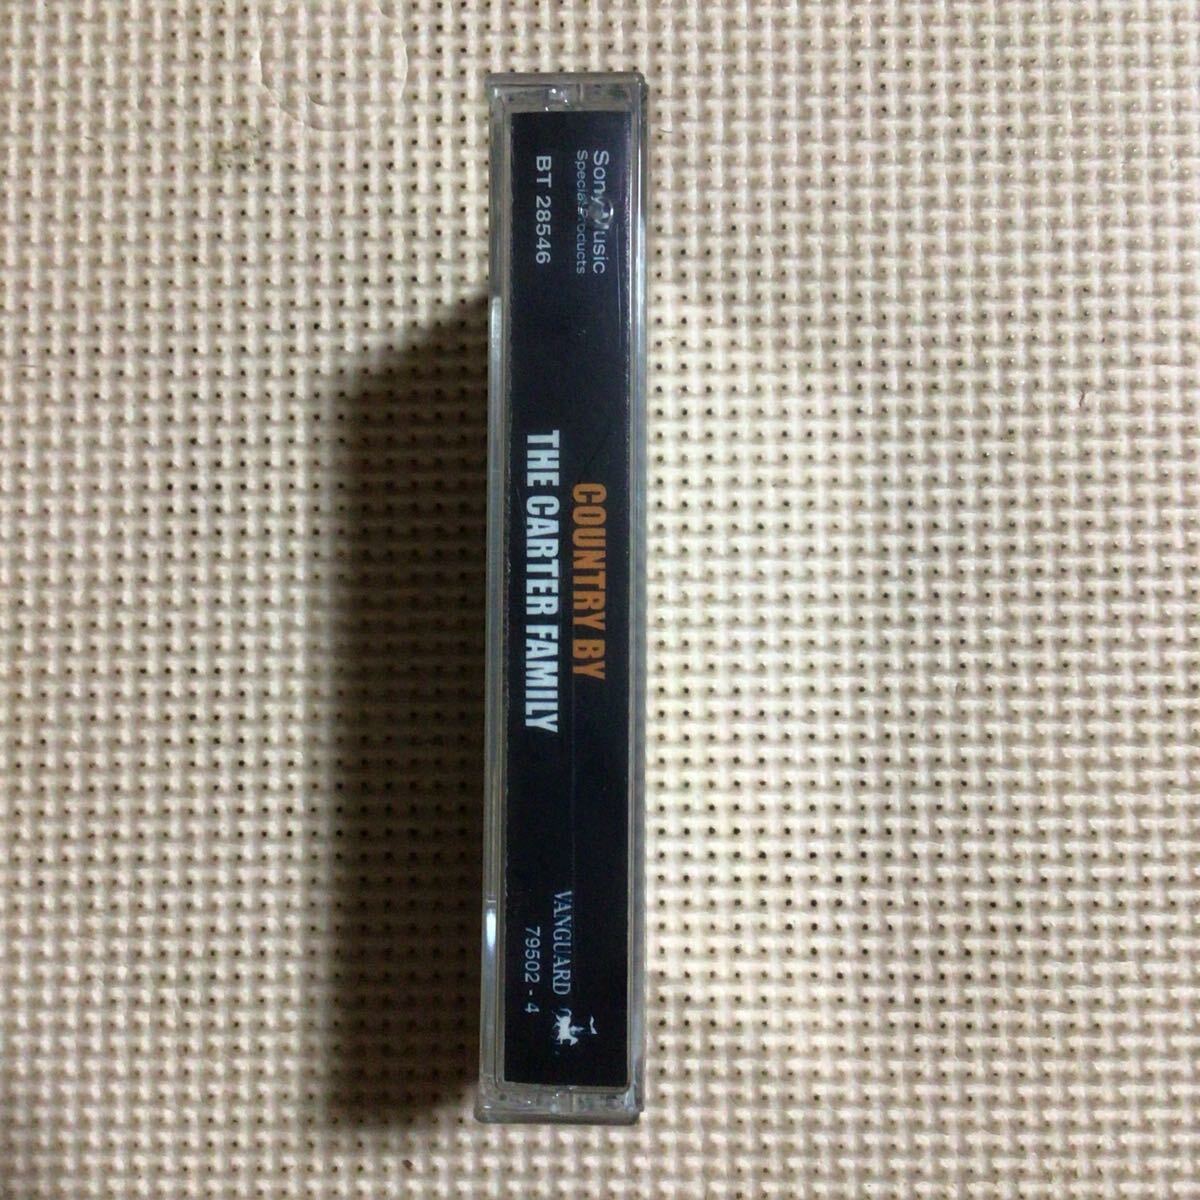 Sony Music
Special Products
BT 28546
COUNTRY BY
THE CARTER FAMILY
VANGUARD
79502 - 4